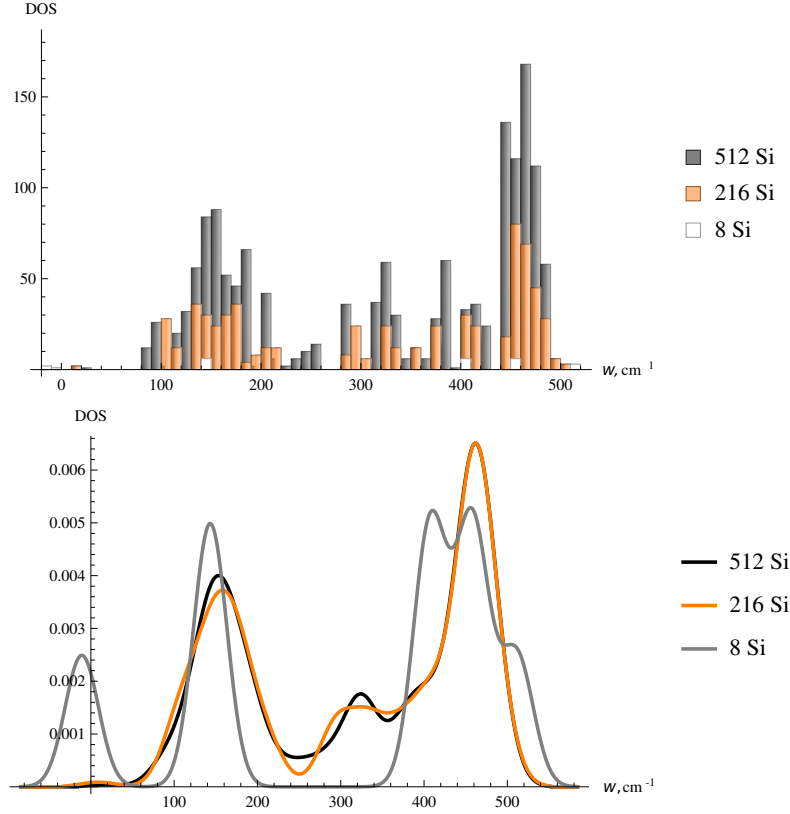 DOS
150
100
50
0 100 200 300 400 500
w, cm -1
512 Si
216 Si
8 Si
DOS
0.006
0.005
0.004
0.003
0.002
0.001
100 200 300 400 500
w, cm-1
512 Si
216 Si
8 Si